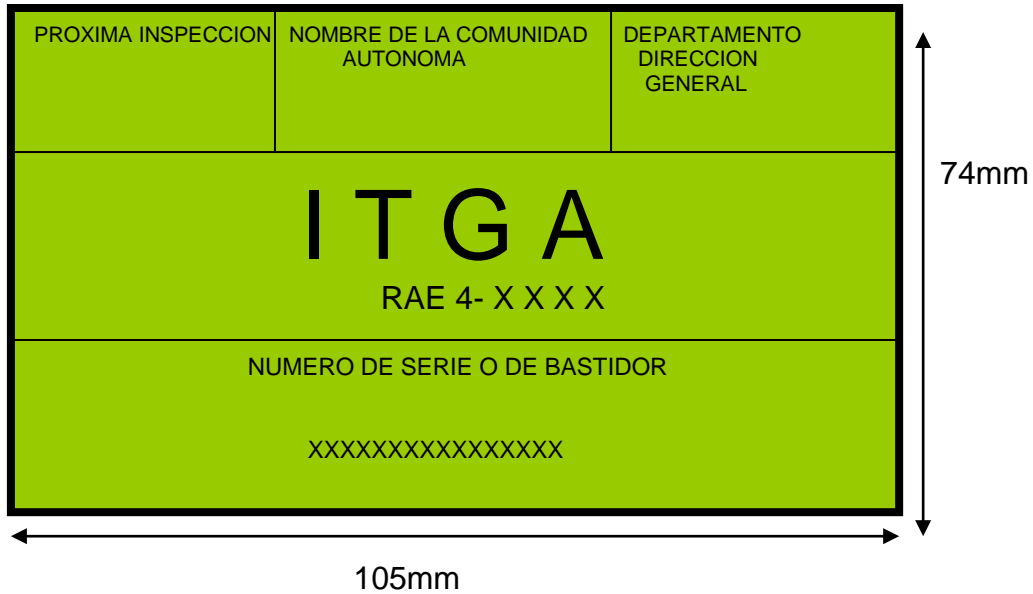 PROXIMA INSPECCION
NOMBRE DE LA COMUNIDAD
AUTONOMA
DEPARTAMENTO
DIRECCION
GENERAL
74mm
I T G A
RAE 4- X X X X
NUMERO DE SERIE O DE BASTIDOR
XXXXXXXXXXXXXXXX
105mm